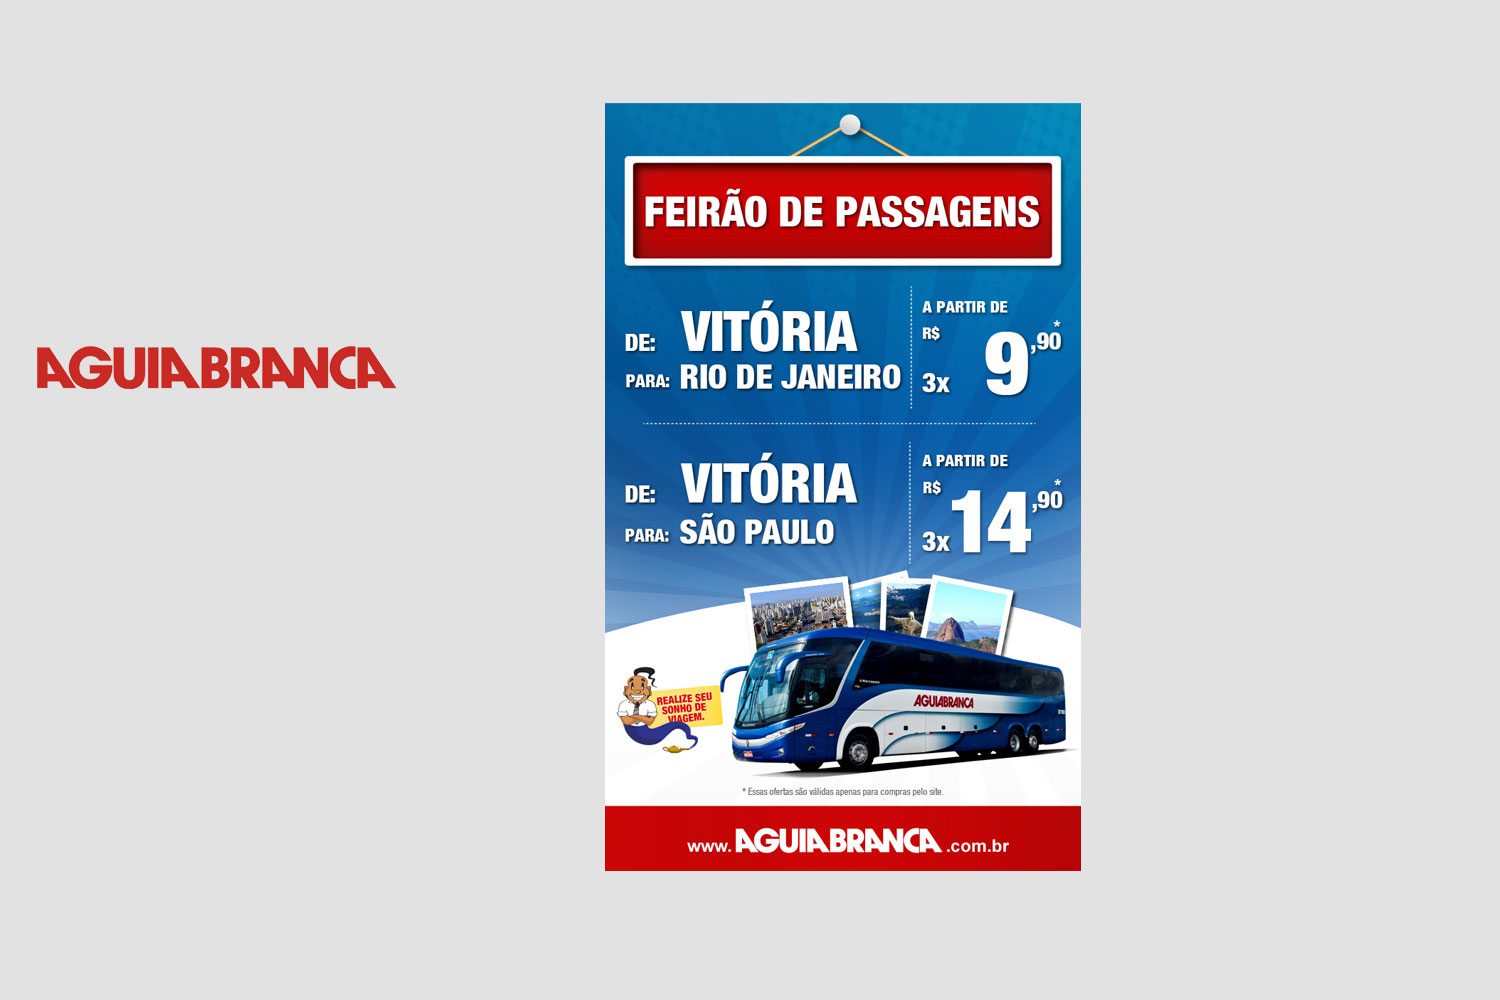 AGUIABRANCA
FEIRÃO DE PASSAGENS
DE: VITÓRIA
PARA: RIO DE JANEIRO
A PARTIR DE
R$
3x 9,90*
DE: VITÓRIA
PARA: SÃO PAULO
A PARTIR DE
R$
3x 14,90*
REALIZE SEU
SONHO DE
VIAGEM.
AGUIABRANCA
* Essas ofertas são válidas apenas para compras pelo site.
www.AGUIABRANCA.com.br